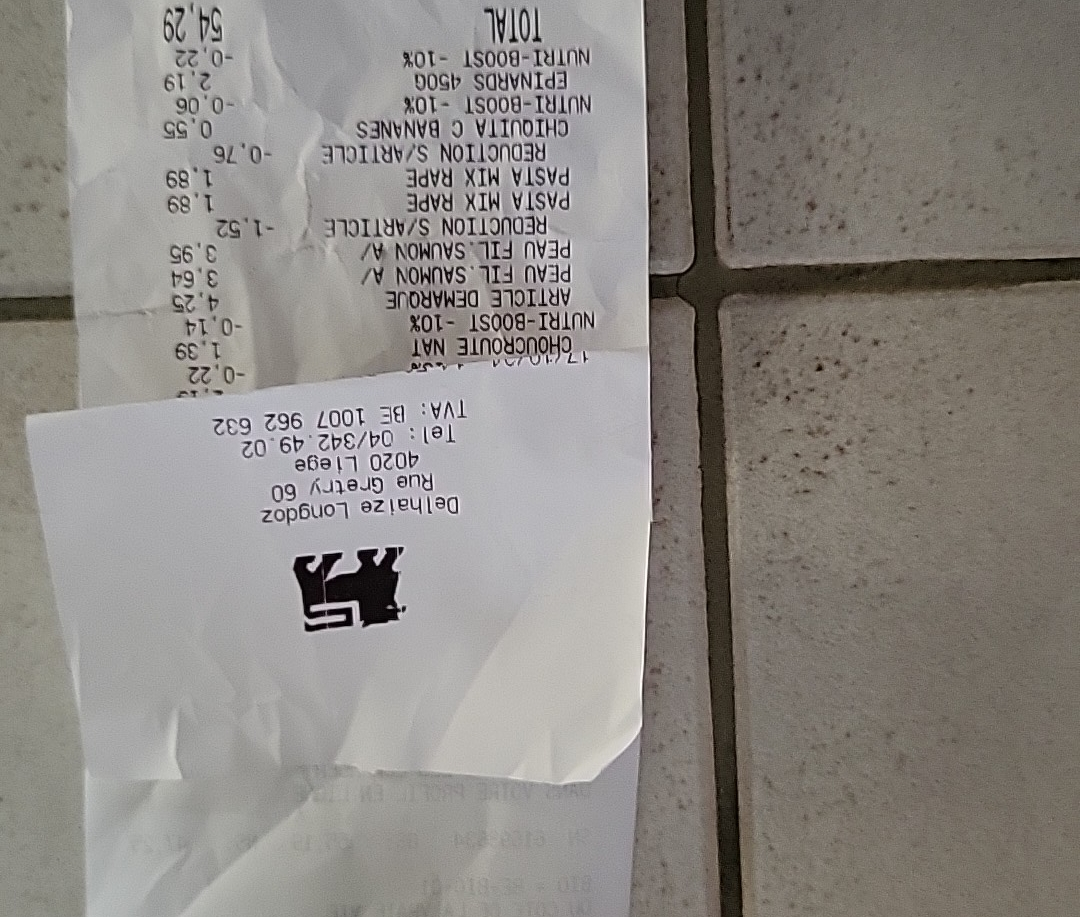 Delhaize Longdoz
Rue Gretry 60
4020 Liege
Tel: 04/342.49.02
TVA: BE 1007 962 632
-0,22
CHOUCROUTE NAT 1,39
NUTRI-BOOST -10% -0,14
ARTICLE DEMARQUE 4,25
PEAU FIL.SAUMON A/ 3,64
PEAU FIL.SAUMON A/ 3,95
REDUCTION S/ARTICLE -1,52
PASTA MIX RAPE 1,89
PASTA MIX RAPE 1,89
REDUCTION S/ARTICLE -0,76
CHIQUITA C BANANES 0,55
NUTRI-BOOST -10% -0,06
EPINARDS 450G 2,19
NUTRI-BOOST -10% -0,22
TOTAL 54,29